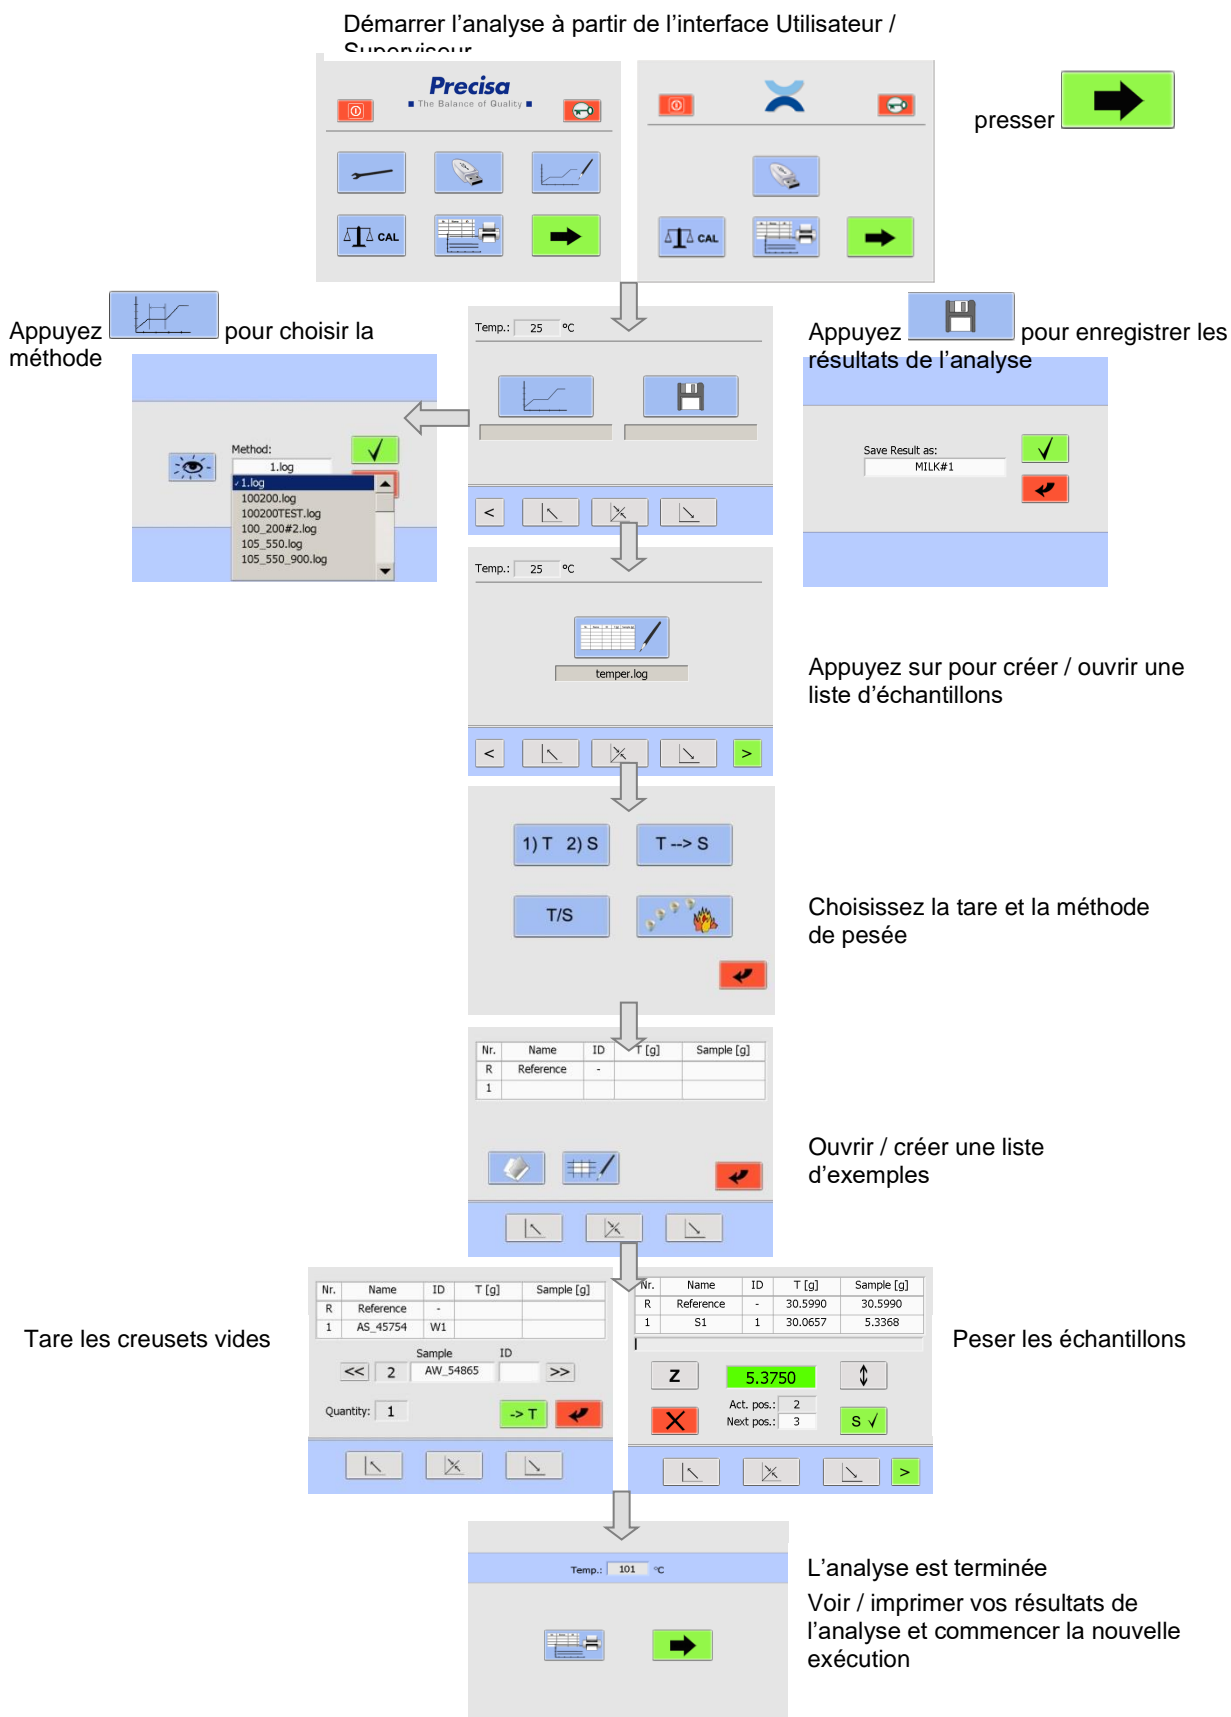 Démarrer l'analyse à partir de l'interface Utilisateur /
Superviseur
Precisa
The Balance of Quality
CAL
CAL
presser
Appuyez pour choisir la
méthode
Temp.: 25 °C
Appuyez pour enregistrer les
résultats de l'analyse
Method:
1.log
1.log
100200.log
100200TEST.log
100_200#2.log
105_550.log
105_550_900.log
<
Save Result as:
MILK#1
Temp.: 25 °C
temper.log
< >
Appuyez sur pour créer / ouvrir une
liste d'échantillons
1) T 2) S
T --> S
T/S
Choisissez la tare et la méthode
de pesée
Nr. Name ID T [g] Sample [g]
R Reference -
1
Ouvrir / créer une liste
d'exemples
Tare les creusets vides
Nr. Name ID T [g] Sample [g]
R Reference -
1 AS_45754 W1
Sample ID
<< 2 AW_54865 >>
Quantity: 1 -> T
Nr. Name ID T [g] Sample [g]
R Reference - 30.5990 30.5990
1 S1 1 30.0657 5.3368
Z 5.3750
Act. pos.: 2
Next pos.: 3
S √
>
Peser les échantillons
Temp.: 101 °C
L'analyse est terminée
Voir / imprimer vos résultats de
l'analyse et commencer la nouvelle
exécution